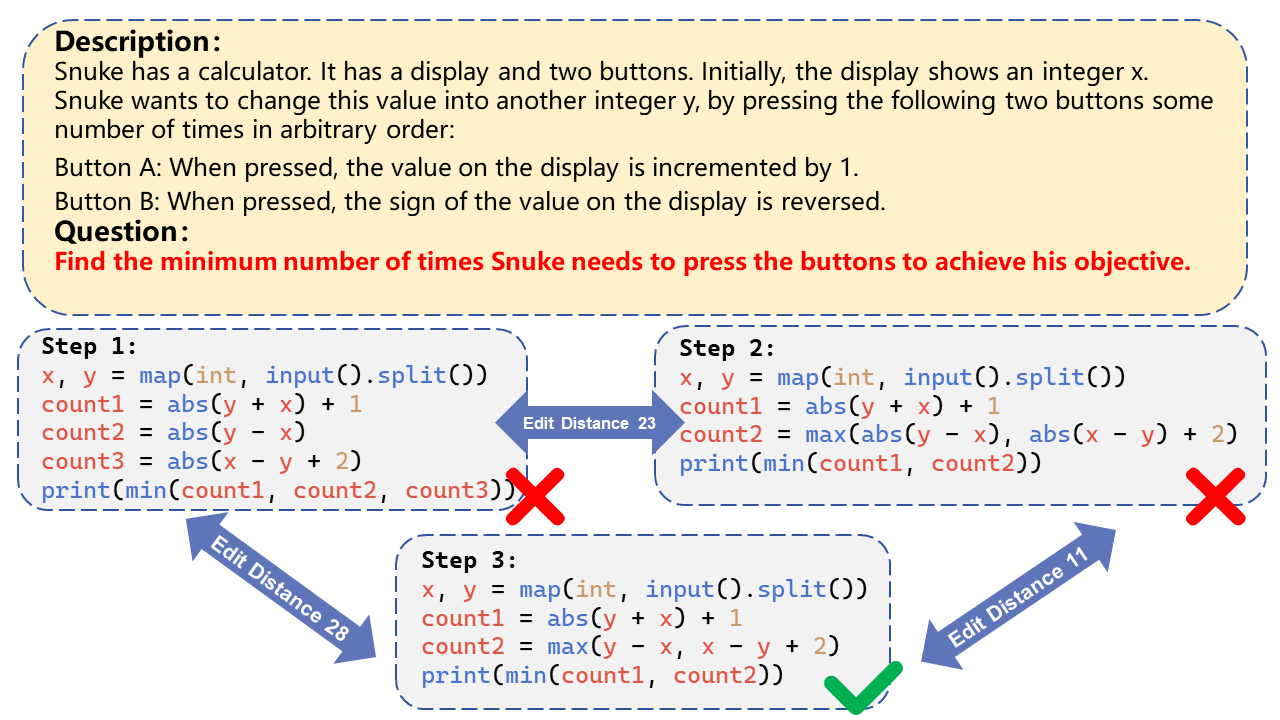 Description:
Snuke has a calculator. It has a display and two buttons. Initially, the display shows an integer x.
Snuke wants to change this value into another integer y, by pressing the following two buttons some
number of times in arbitrary order:
Button A: When pressed, the value on the display is incremented by 1.
Button B: When pressed, the sign of the value on the display is reversed.
Question:
Find the minimum number of times Snuke needs to press the buttons to achieve his objective.
Step 1:
x, y = map(int, input().split())
count1 = abs(y + x) + 1
count2 = abs(y - x)
count3 = abs(x - y + 2)
print(min(count1, count2, count3))
Edit Distance 23
Step 2:
x, y = map(int, input().split())
count1 = abs(y + x) + 1
count2 = max(abs(y - x), abs(x - y) + 2)
print(min(count1, count2))
Edit Distance 28
Step 3:
x, y = map(int, input().split())
count1 = abs(y + x) + 1
count2 = max(y - x, x - y + 2)
print(min(count1, count2))
Edit Distance 11